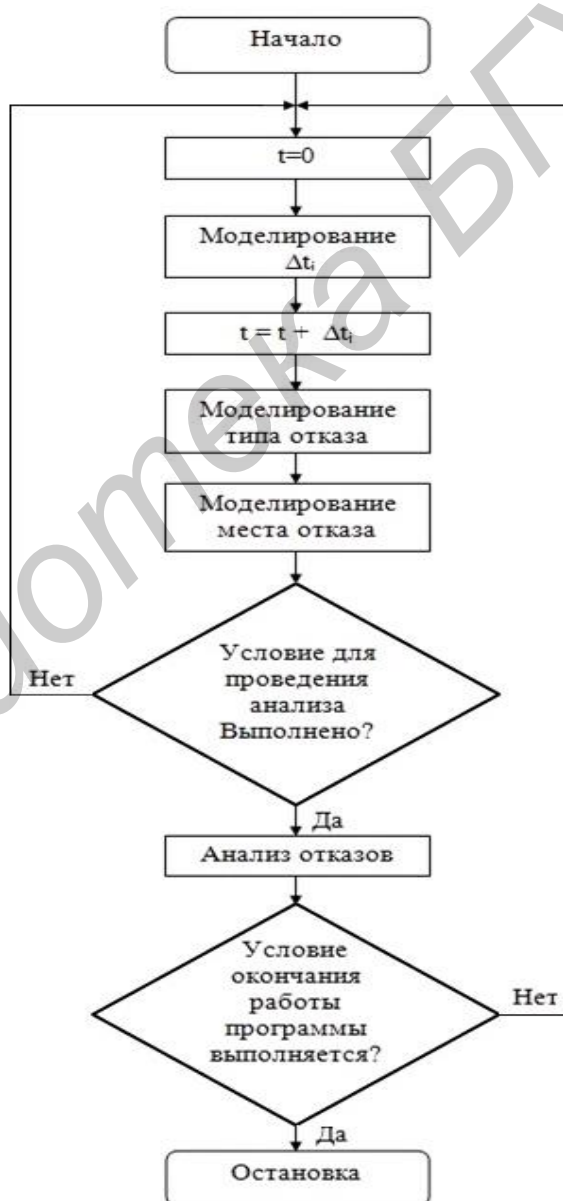 Начало
t=0
Моделирование
Δtᵢ
t = t + Δtᵢ
Моделирование
типа отказа
Моделирование
места отказа
Условие для
проведения
анализа
Выполнено?
Нет
Да
Анализ отказов
Условие
окончания
работы
программы
выполняется?
Нет
Да
Остановка